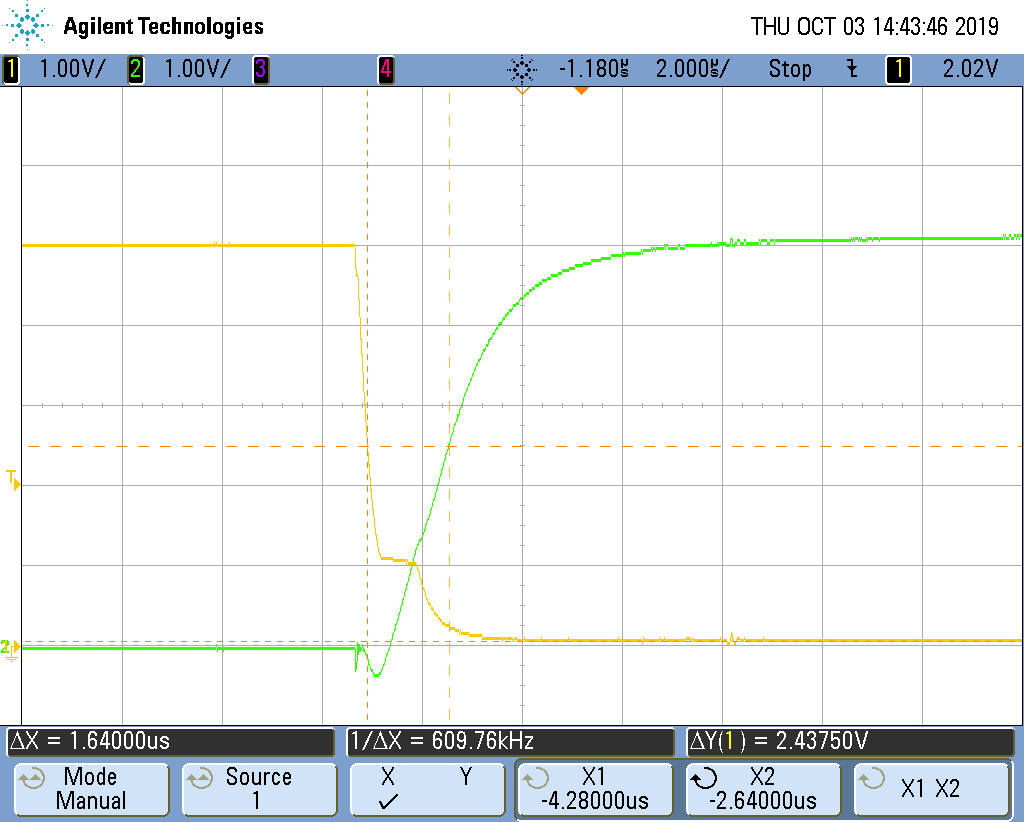 Agilent Technologies THU OCT 03 14:43:46 2019
1 1.00V/ 2 1.00V/ 3 4 -1.180µs 2.000µs/ Stop 1 2.02V
T
2
ΔX = 1.64000us 1/ΔX = 609.76kHz ΔY(1) = 2.43750V
Mode Source X Y X1 X2 X1 X2
Manual 1 -4.28000us -2.64000us